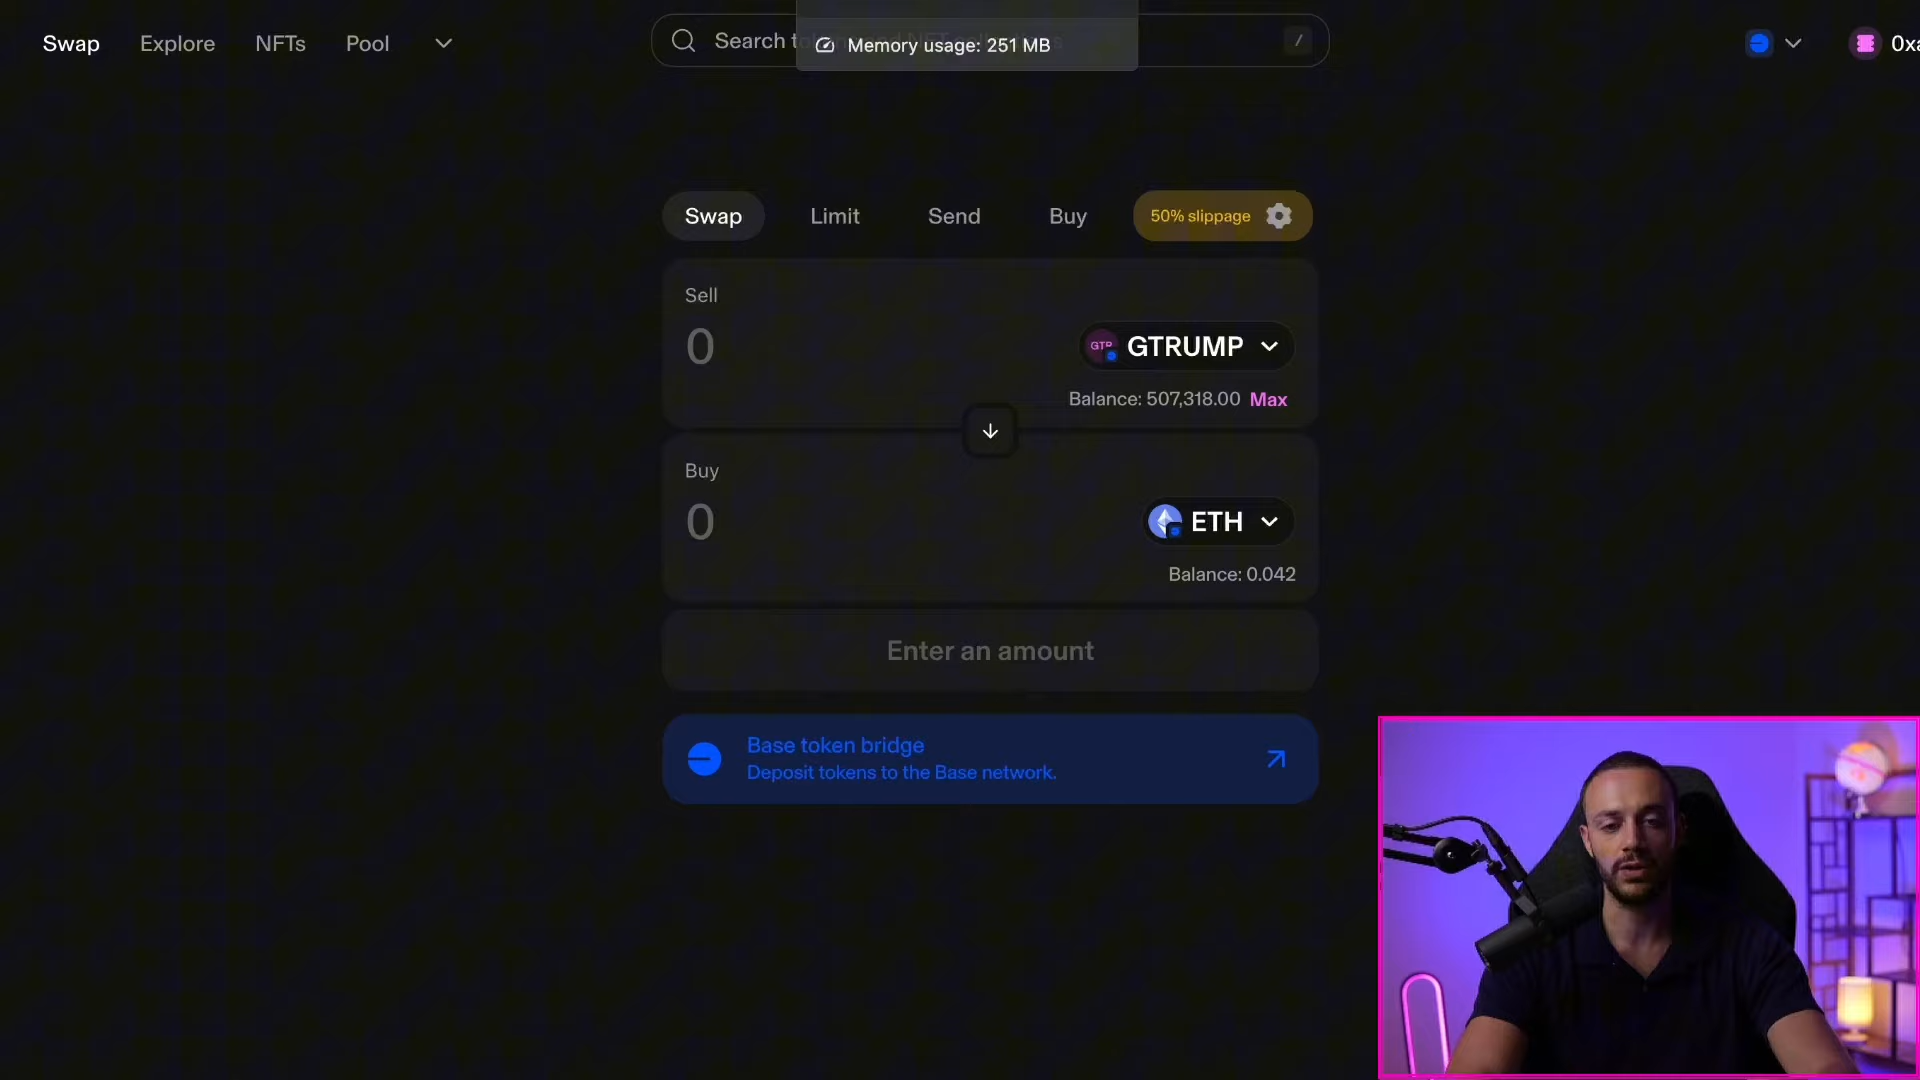 Swap
Explore
NFTs
Pool
Search
Memory usage: 251 MB
/
0xa
Swap
Limit
Send
Buy
50% slippage
Sell
0
GTR
GTRUMP
Balance: 507,318.00 Max
Buy
0
ETH
Balance: 0.042
Enter an amount
Base token bridge
Deposit tokens to the Base network.